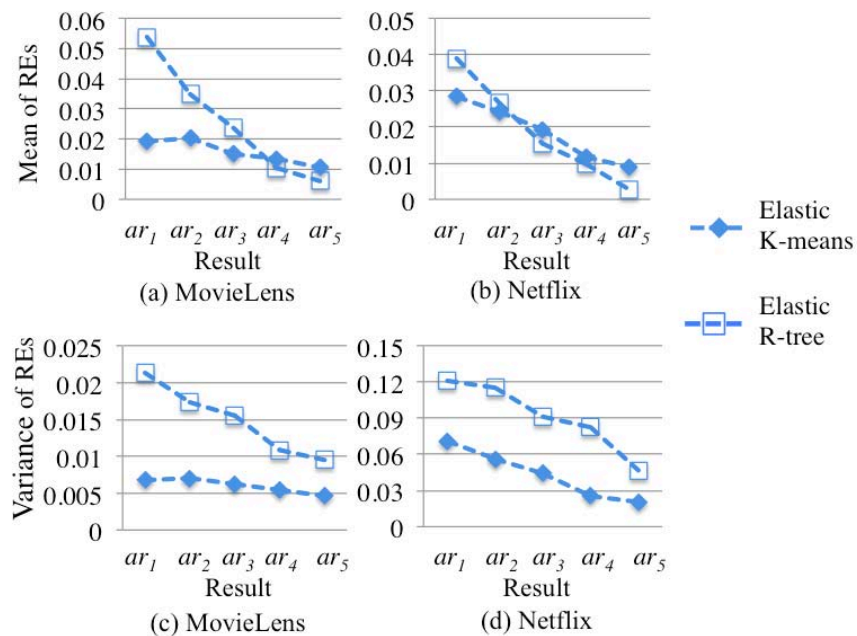 Mean of REs
0.06
0.05
0.04
0.03
0.02
0.01
0
ar1 ar2 ar3 ar4 ar5
Result
(a) MovieLens
0.05
0.04
0.03
0.02
0.01
0
ar1 ar2 ar3 ar4 ar5
Result
(b) Netflix
Elastic
K-means
Elastic
R-tree
Variance of REs
0.025
0.02
0.015
0.01
0.005
0
ar1 ar2 ar3 ar4 ar5
Result
(c) MovieLens
0.15
0.12
0.09
0.06
0.03
0
ar1 ar2 ar3 ar4 ar5
Result
(d) Netflix